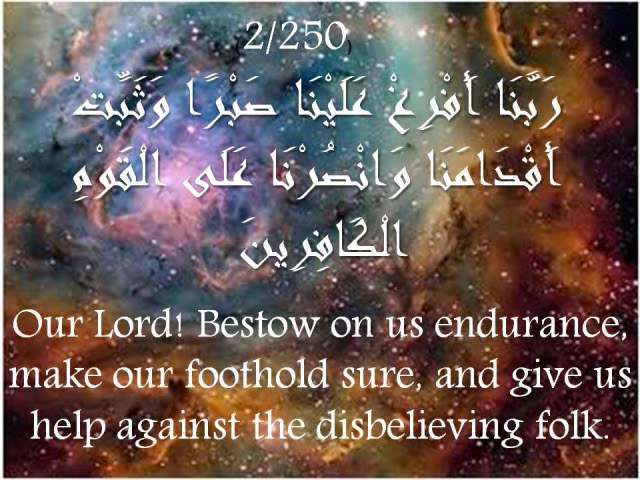 (2/250)
رَبَّنَا أَفْرِغْ عَلَيْنَا صَبْرًا وَثَبِّتْ
أَقْدَامَنَا وَانْصُرْنَا عَلَى الْقَوْمِ
الْكَافِرِينَ
Our Lord! Bestow on us endurance,
make our foothold sure, and give us
help against the disbelieving folk.